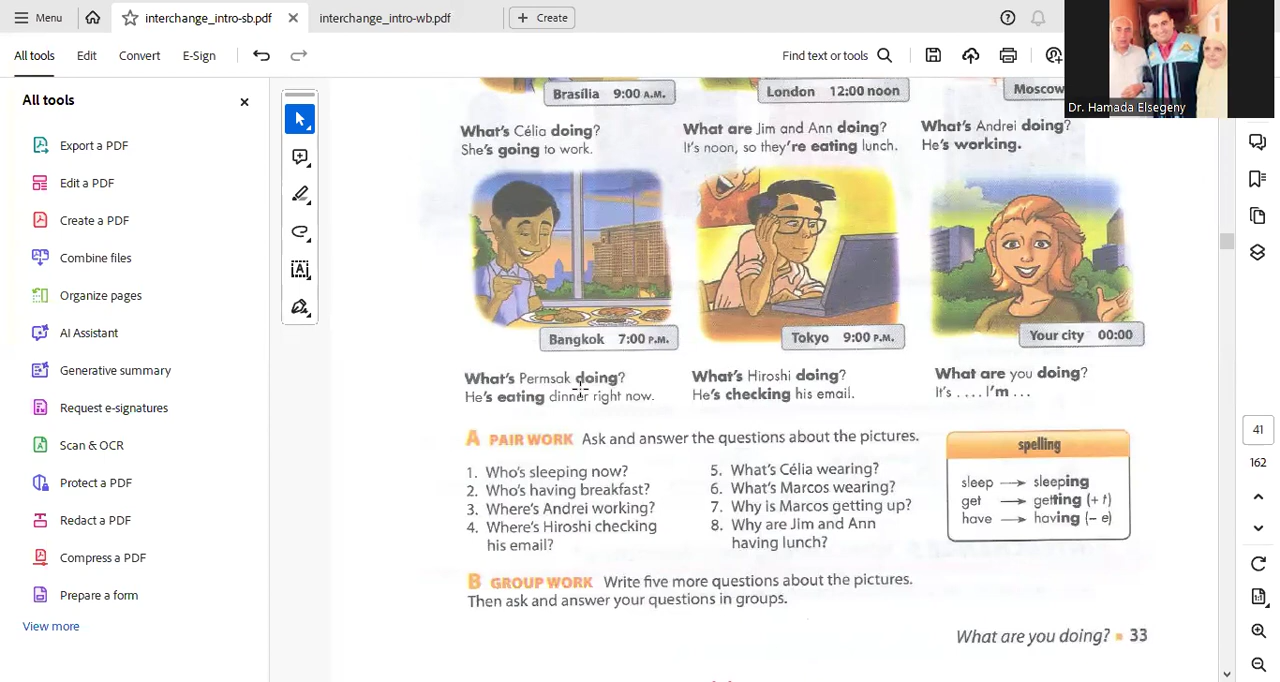 Menu
interchange_intro-sb.pdf
interchange_intro-wb.pdf
+ Create
All tools
Edit
Convert
E-Sign
Find text or tools
Dr. Hamada Elsegeny
All tools
Export a PDF
Edit a PDF
Create a PDF
Combine files
Organize pages
AI Assistant
Generative summary
Request e-signatures
Scan & OCR
Protect a PDF
Redact a PDF
Compress a PDF
Prepare a form
View more
Brasília 9:00 A.M.
London 12:00 noon
Moscow
What's Célia doing?
She's going to work.
What are Jim and Ann doing?
It's noon, so they're eating lunch.
What's Andrei doing?
He's working.
Bangkok 7:00 P.M.
Tokyo 9:00 P.M.
Your city 00:00
What's Permsak doing?
He's eating dinner right now.
What's Hiroshi doing?
He's checking his email.
What are you doing?
It's . . . . I'm . . .
A PAIR WORK Ask and answer the questions about the pictures.
1. Who's sleeping now?
2. Who's having breakfast?
3. Where's Andrei working?
4. Where's Hiroshi checking
his email?
5. What's Célia wearing?
6. What's Marcos wearing?
7. Why is Marcos getting up?
8. Why are Jim and Ann
having lunch?
spelling
sleep → sleeping
get → getting (+ t)
have → having (– e)
B GROUP WORK Write five more questions about the pictures.
Then ask and answer your questions in groups.
What are you doing? ▪ 33
41
162